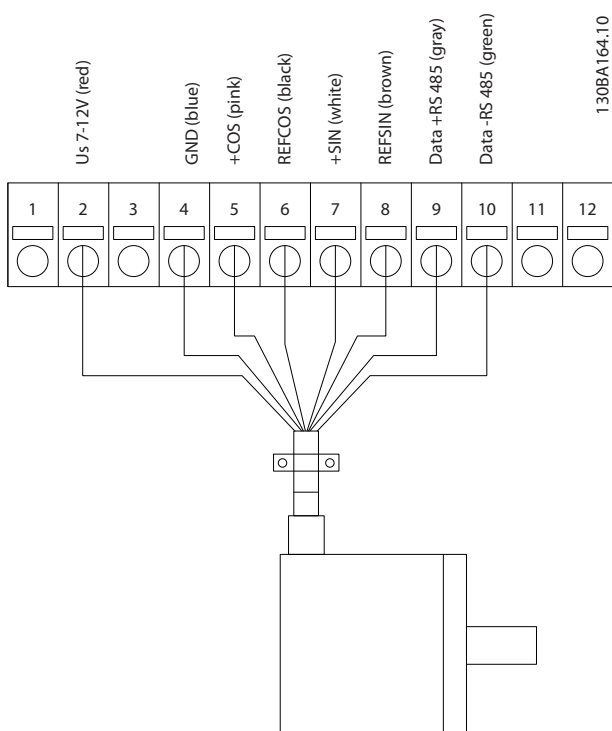 Us 7-12V (red)
GND (blue)
+COS (pink)
REFCOS (black)
+SIN (white)
REFSIN (brown)
Data +RS 485 (gray)
Data -RS 485 (green)
130BA164.10
1 2 3 4 5 6 7 8 9 10 11 12